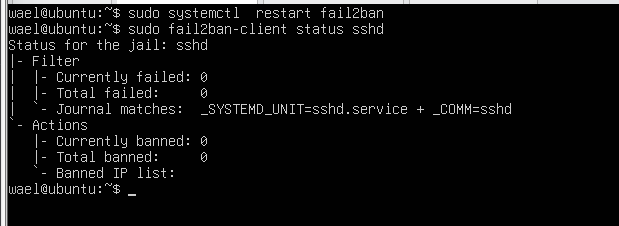 wael@ubuntu:~$ sudo systemctl  restart fail2ban
wael@ubuntu:~$ sudo fail2ban-client status sshd
Status for the jail: sshd
|- Filter
|  |- Currently failed: 0
|  |- Total failed:     0
|  `- Journal matches:  _SYSTEMD_UNIT=sshd.service + _COMM=sshd
`- Actions
   |- Currently banned: 0
   |- Total banned:     0
   `- Banned IP list:
wael@ubuntu:~$ _